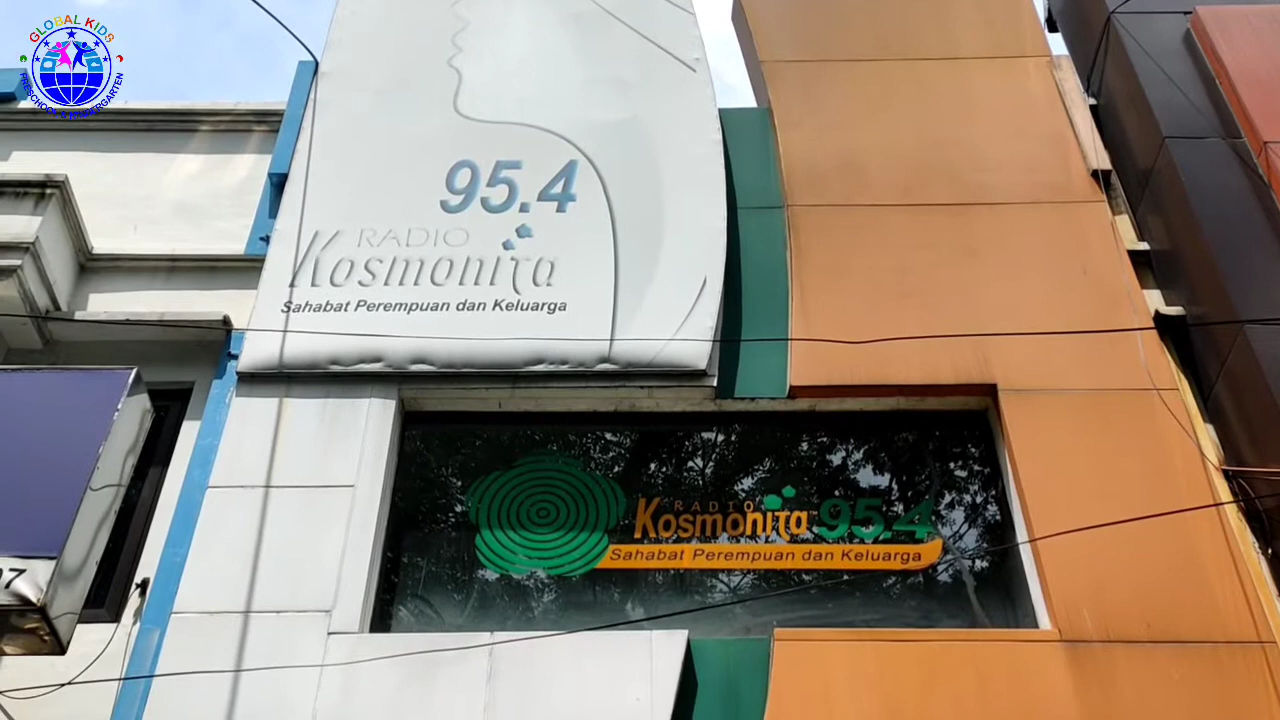 GLOBAL KIDS
PRESCHOOL & KINDERGARTEN
95.4
RADIO
Kosmonita
Sahabat Perempuan dan Keluarga
RADIO
Kosmonita 95.4
Sahabat Perempuan dan Keluarga
97